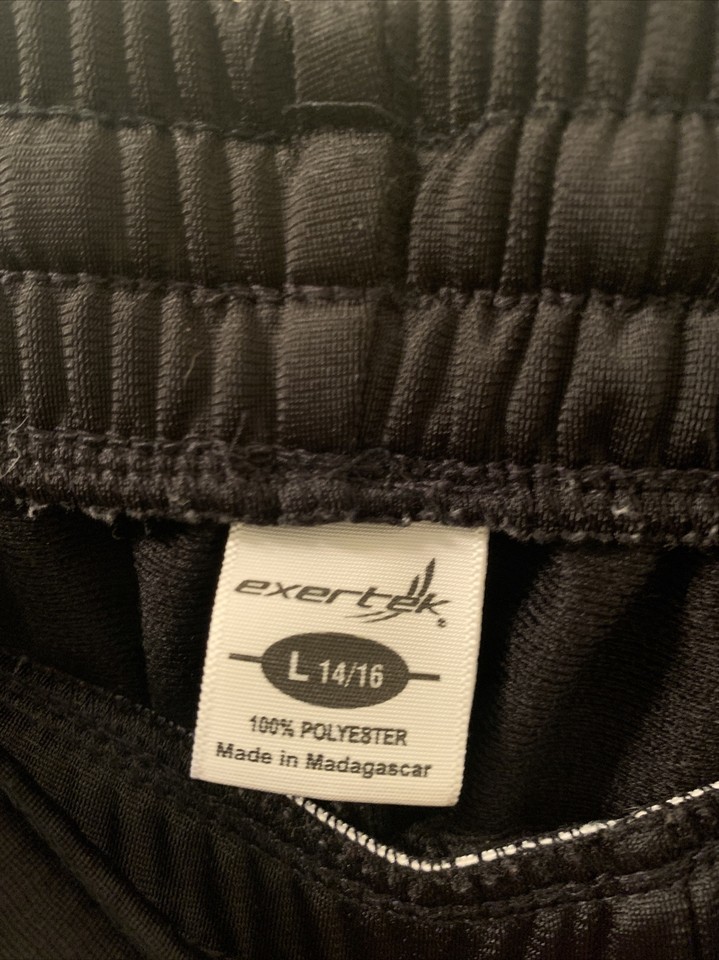 exertek®
L 14/16
100% POLYESTER
Made in Madagascar